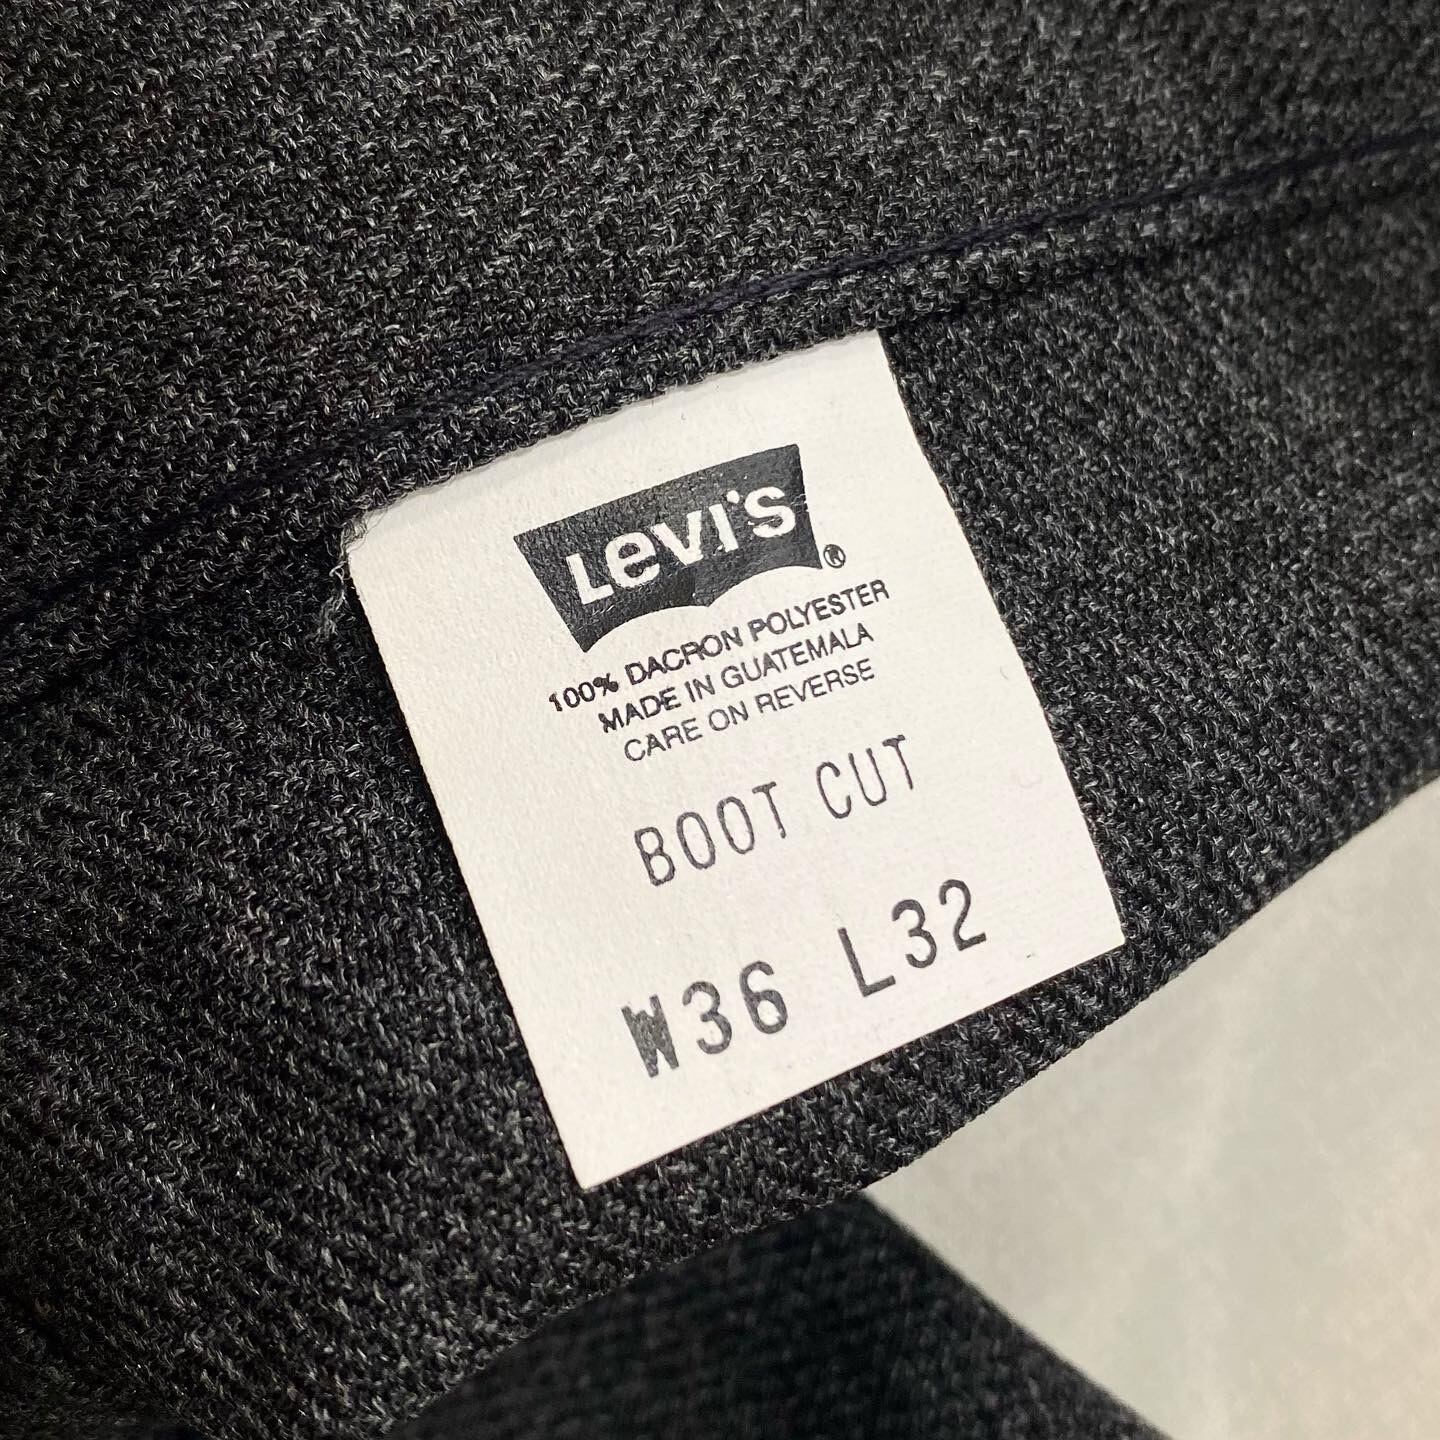 Levi's®
100% DACRON POLYESTER
MADE IN GUATEMALA
CARE ON REVERSE
BOOT CUT
W36 L32